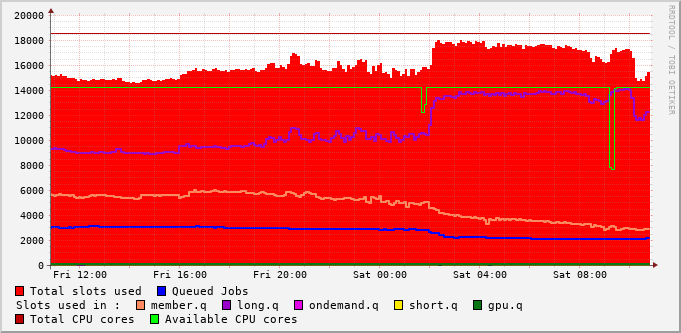 20000
18000
16000
14000
12000
10000
8000
6000
4000
2000
0
Fri 12:00 Fri 16:00 Fri 20:00 Sat 00:00 Sat 04:00 Sat 08:00
RRDTOOL / TOBI OETIKER
Total slots used Queued Jobs
Slots used in : member.q long.q ondemand.q short.q gpu.q
Total CPU cores Available CPU cores